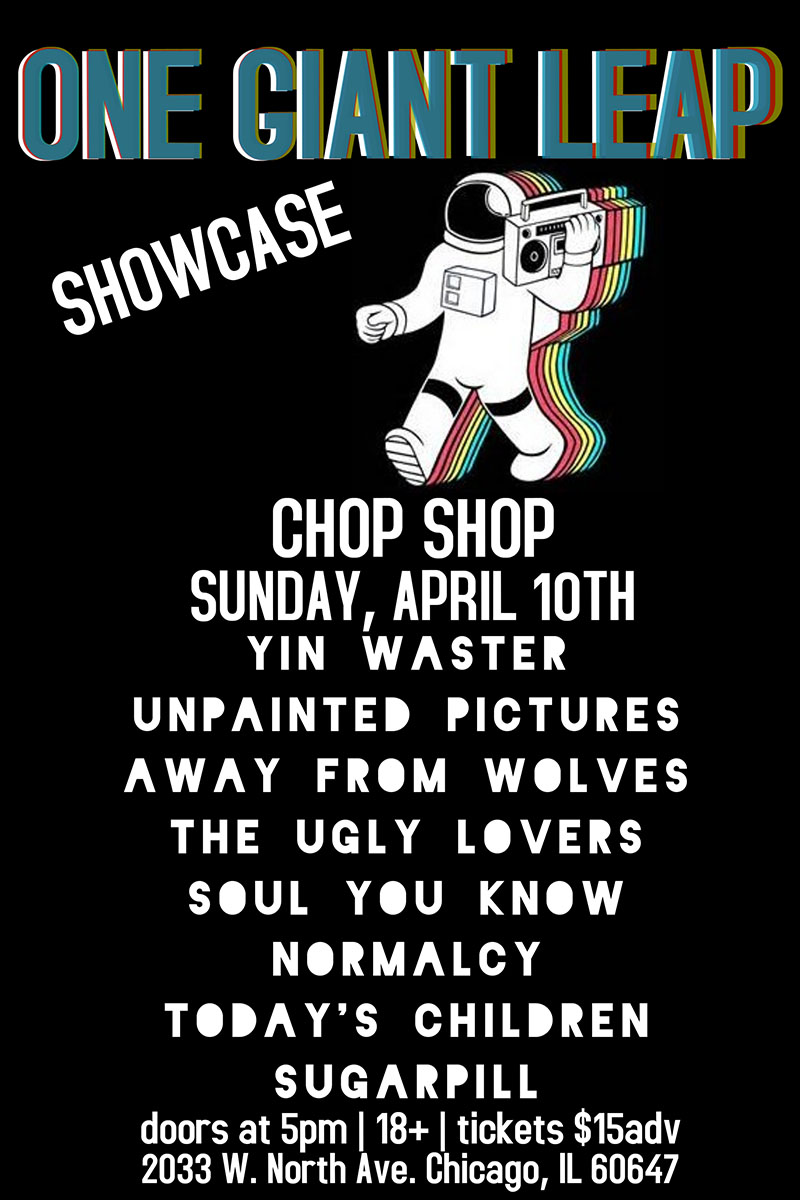 ONE GIANT LEAP
SHOWCASE
CHOP SHOP
SUNDAY, APRIL 10TH
YIN WASTER
UNPAINTED PICTURES
AWAY FROM WOLVES
THE UGLY LOVERS
SOUL YOU KNOW
NORMALCY
TODAY'S CHILDREN
SUGARPILL
doors at 5pm | 18+ | tickets $15adv
2033 W. North Ave. Chicago, IL 60647